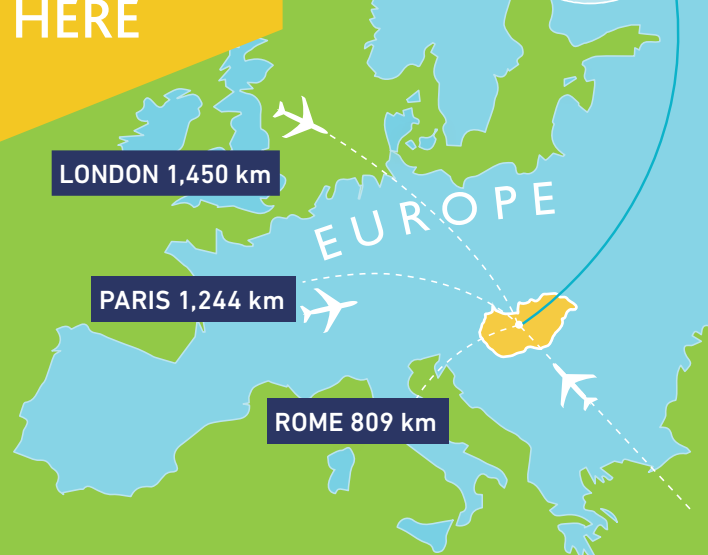 HERE
LONDON 1,450 km
EUROPE
PARIS 1,244 km
ROME 809 km